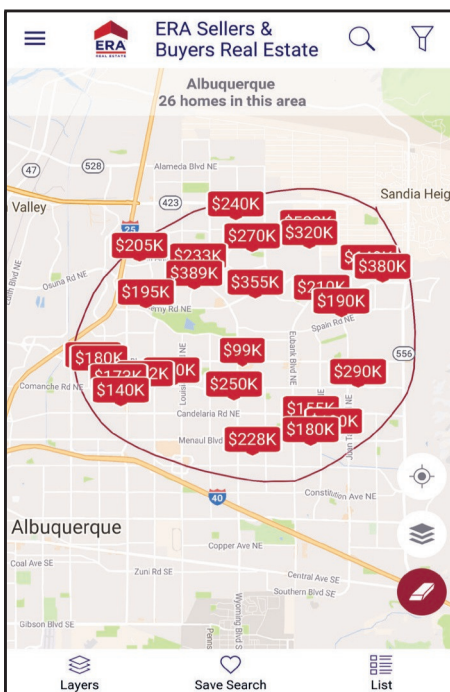 ERA
REAL ESTATE
ERA Sellers &
Buyers Real Estate
Albuquerque
26 homes in this area
47
528
Alameda Blvd NE
423
Valley
Sandia Heig
$240K
25
$205K
$270K
$320K
$233K
$380K
Osuna Rd NE
$389K
$355K
$195K
$190K
Spain Rd NE
$99K
Eubank Blvd NE
556
$180K
$290K
Comanche Rd NE
$140K
$250K
Candelaria Rd NE
Menaul Blvd
$228K
$180K
40
Constitution Ave NE
Albuquerque
Copper Ave NE
Coal Ave SE
Zuni Rd SE
Central Ave SE
Southern Blvd SE
Gibson Blvd SE
Wyoming Blvd S
Penns
Layers
Save Search
List